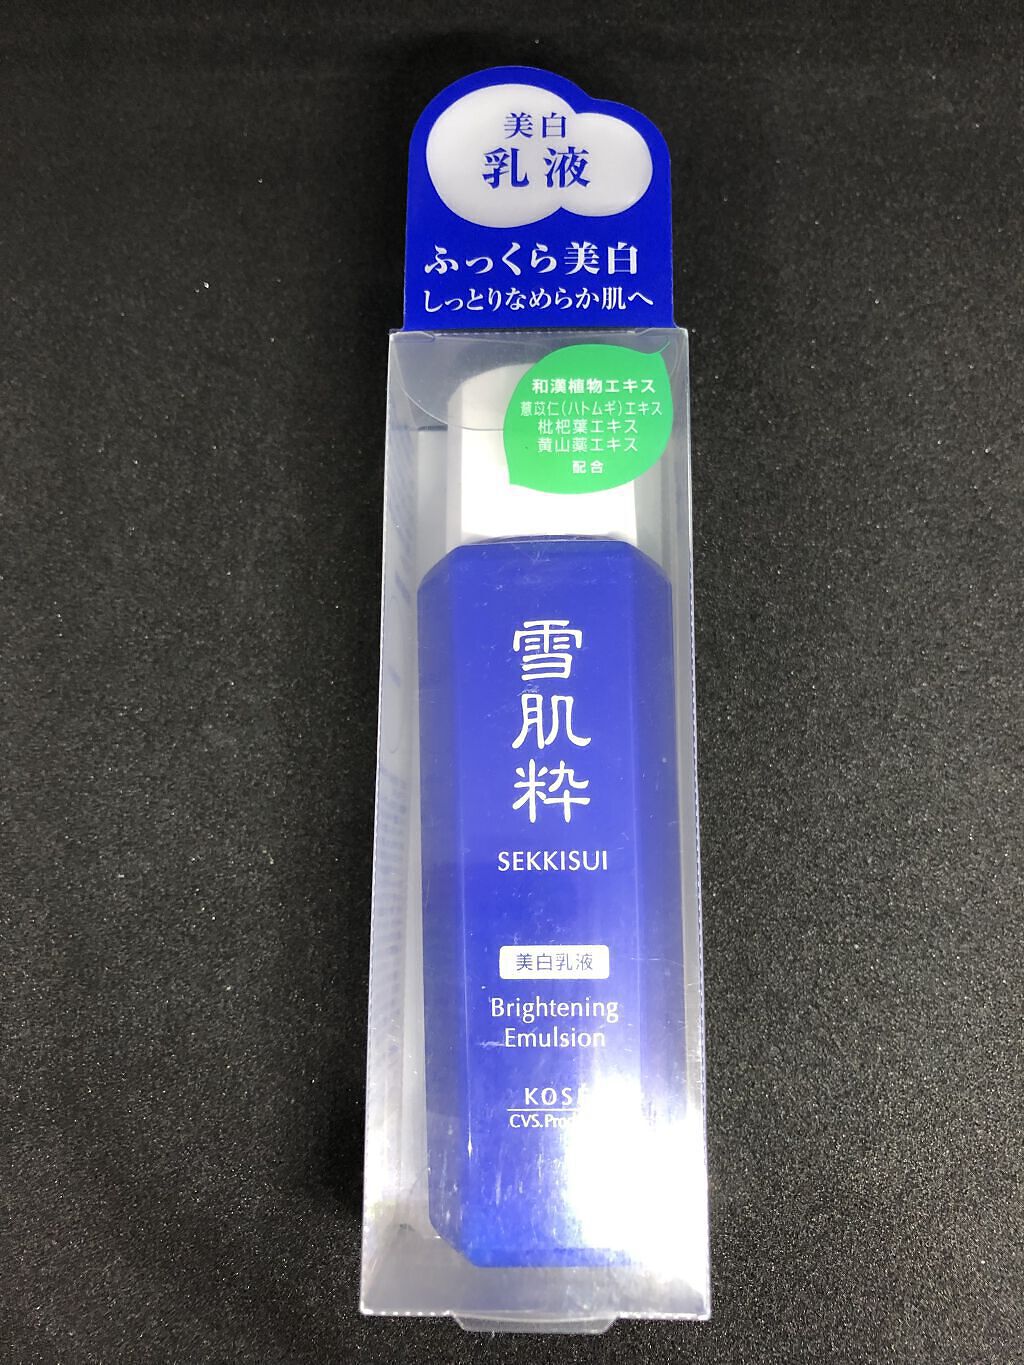 美白
乳液
ふっくら美白
しっとりなめらか肌へ
和漢植物エキス
薏苡仁(ハトムギ)エキス
枇杷葉エキス
黄山薬エキス
配合
雪
肌
粋
SEKKISUI
美白乳液
Brightening
Emulsion
KOSÉ